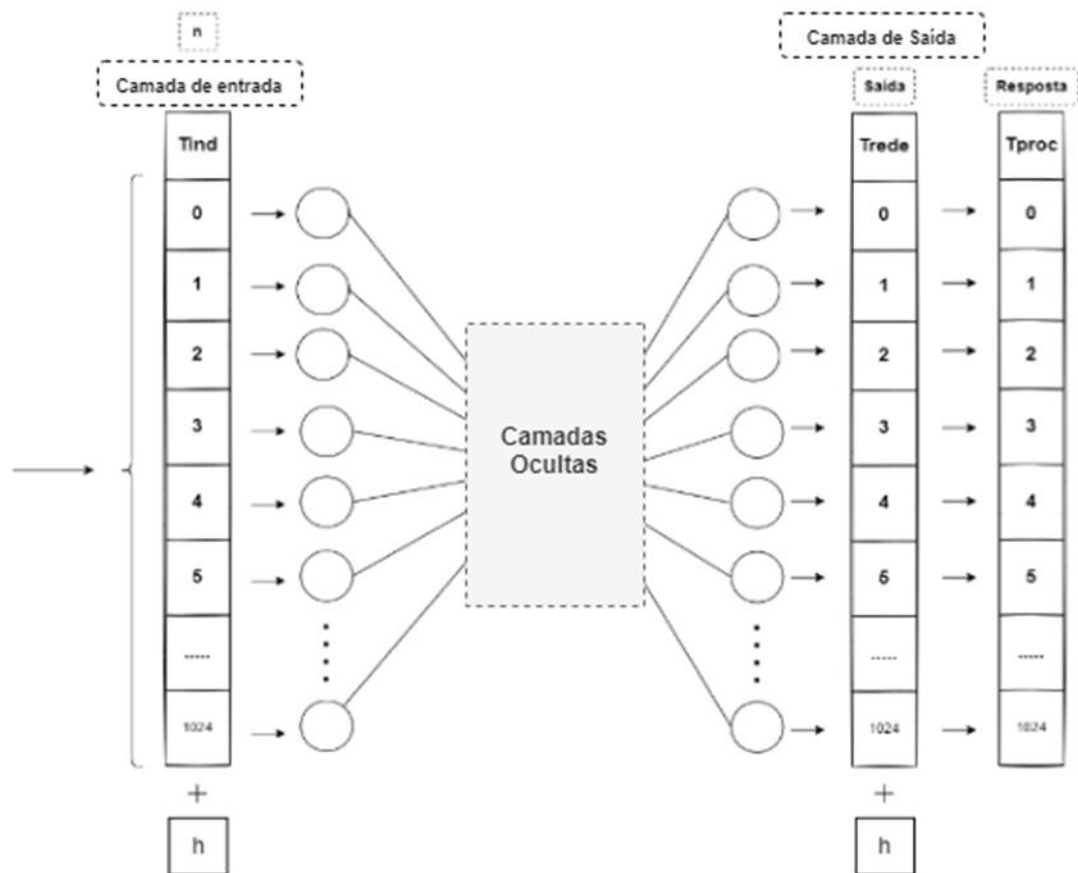 n
Camada de entrada
Tind
0
1
2
3
4
5
-----
1024
+
h
Camadas
Ocultas
Camada de Saída
Saída
Trede
0
1
2
3
4
5
-----
1024
+
h
Resposta
Tproc
0
1
2
3
4
5
-----
1024